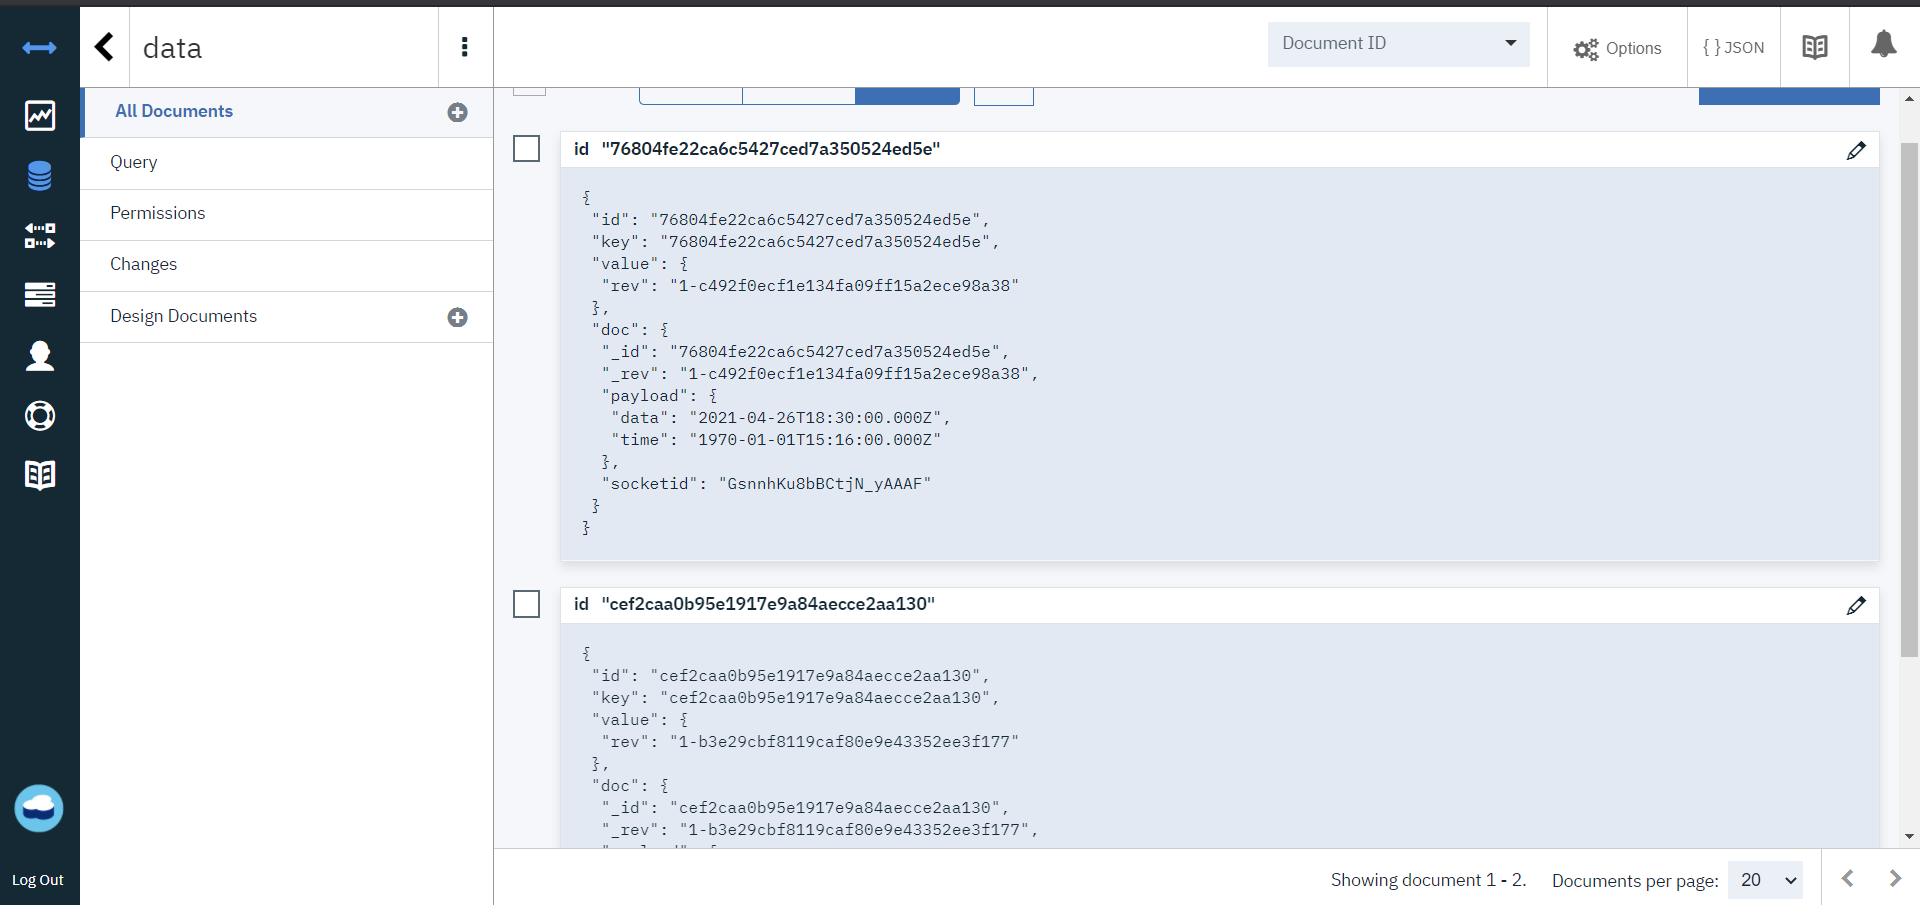 data
Document ID
Options
{ } JSON
All Documents
Query
Permissions
Changes
Design Documents
Log Out
id "76804fe22ca6c5427ced7a350524ed5e"
{
"id": "76804fe22ca6c5427ced7a350524ed5e",
"key": "76804fe22ca6c5427ced7a350524ed5e",
"value": {
"rev": "1-c492f0ecf1e134fa09ff15a2ece98a38"
},
"doc": {
"_id": "76804fe22ca6c5427ced7a350524ed5e",
"_rev": "1-c492f0ecf1e134fa09ff15a2ece98a38",
"payload": {
"data": "2021-04-26T18:30:00.000Z",
"time": "1970-01-01T15:16:00.000Z"
},
"socketid": "GsnnhKu8bBCtjN_yAAAF"
}
}
id "cef2caa0b95e1917e9a84aecce2aa130"
{
"id": "cef2caa0b95e1917e9a84aecce2aa130",
"key": "cef2caa0b95e1917e9a84aecce2aa130",
"value": {
"rev": "1-b3e29cbf8119caf80e9e43352ee3f177"
},
"doc": {
"_id": "cef2caa0b95e1917e9a84aecce2aa130",
"_rev": "1-b3e29cbf8119caf80e9e43352ee3f177",
Showing document 1 - 2.
Documents per page: 20